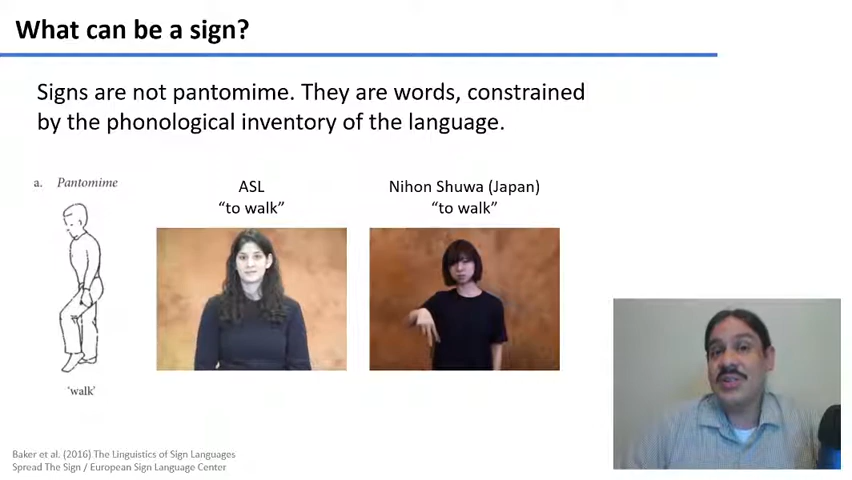 What can be a sign?
Signs are not pantomime. They are words, constrained
by the phonological inventory of the language.
a. Pantomime
ASL
“to walk”
Nihon Shuwa (Japan)
“to walk”
‘walk’
Baker et al. (2016) The Linguistics of Sign Languages
Spread The Sign / European Sign Language Center